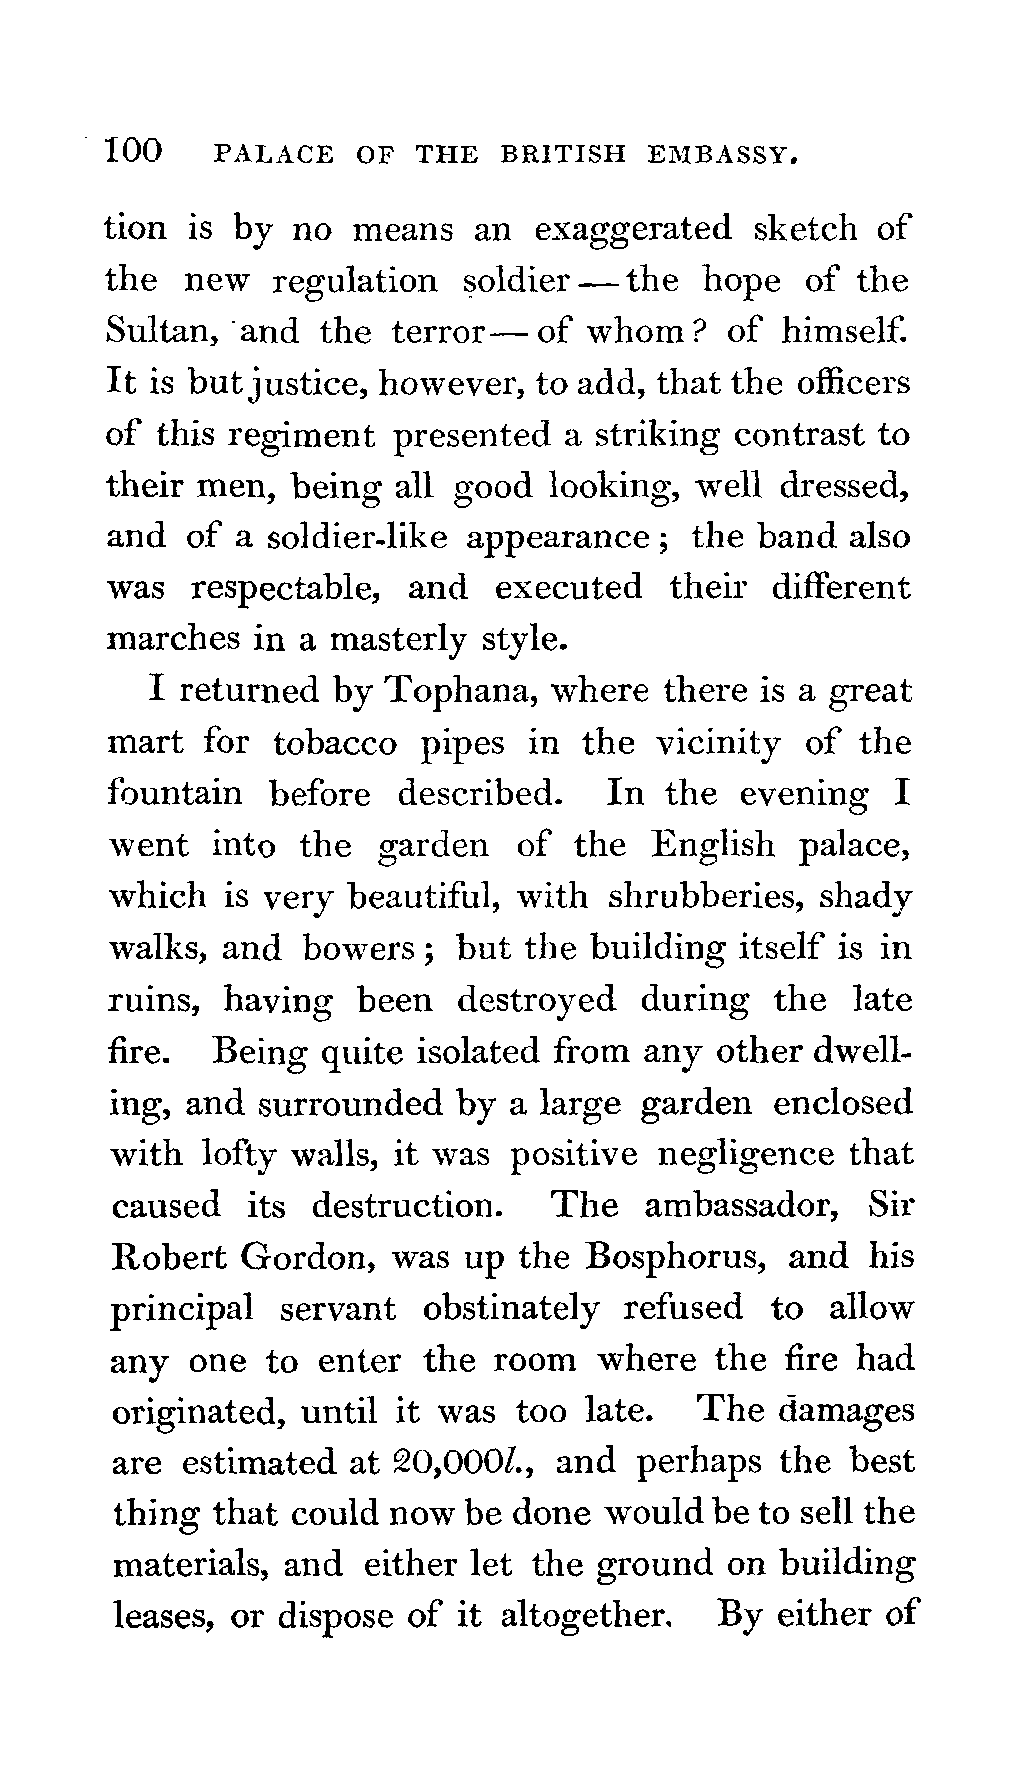 100 PALACE OF THE BRITISH EMBASSY.
tion is by no means an exaggerated sketch of
the new regulation soldier — the hope of the
Sultan, and the terror — of whom? of himself.
It is but justice, however, to add, that the officers
of this regiment presented a striking contrast to
their men, being all good looking, well dressed,
and of a soldier-like appearance; the band also
was respectable, and executed their different
marches in a masterly style.
I returned by Tophana, where there is a great
mart for tobacco pipes in the vicinity of the
fountain before described. In the evening I
went into the garden of the English palace,
which is very beautiful, with shrubberies, shady
walks, and bowers; but the building itself is in
ruins, having been destroyed during the late
fire. Being quite isolated from any other dwell-
ing, and surrounded by a large garden enclosed
with lofty walls, it was positive negligence that
caused its destruction. The ambassador, Sir
Robert Gordon, was up the Bosphorus, and his
principal servant obstinately refused to allow
any one to enter the room where the fire had
originated, until it was too late. The damages
are estimated at 20,000l., and perhaps the best
thing that could now be done would be to sell the
materials, and either let the ground on building
leases, or dispose of it altogether. By either of